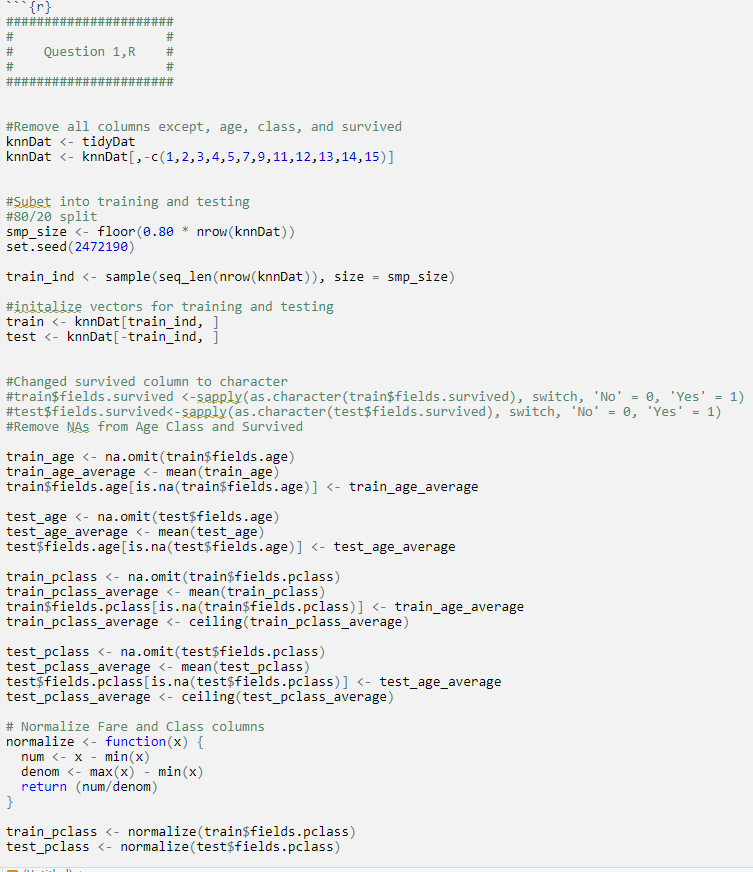 ```{r}
######################
#                    #
#    Question 1,R    #
#                    #
######################
#Remove all columns except, age, class, and survived
knnDat <- tidyDat
knnDat <- knnDat[,-c(1,2,3,4,5,7,9,11,12,13,14,15)]
#Subet into training and testing
#80/20 split
smp_size <- floor(0.80 * nrow(knnDat))
set.seed(2472190)
train_ind <- sample(seq_len(nrow(knnDat)), size = smp_size)
#initalize vectors for training and testing
train <- knnDat[train_ind, ]
test <- knnDat[-train_ind, ]
#Changed survived column to character
#train$fields.survived <-sapply(as.character(train$fields.survived), switch, 'No' = 0, 'Yes' = 1)
#test$fields.survived<-sapply(as.character(test$fields.survived), switch, 'No' = 0, 'Yes' = 1)
#Remove NAs from Age Class and Survived
train_age <- na.omit(train$fields.age)
train_age_average <- mean(train_age)
train$fields.age[is.na(train$fields.age)] <- train_age_average
test_age <- na.omit(test$fields.age)
test_age_average <- mean(test_age)
test$fields.age[is.na(test$fields.age)] <- test_age_average
train_pclass <- na.omit(train$fields.pclass)
train_pclass_average <- mean(train_pclass)
train$fields.pclass[is.na(train$fields.pclass)] <- train_age_average
train_pclass_average <- ceiling(train_pclass_average)
test_pclass <- na.omit(test$fields.pclass)
test_pclass_average <- mean(test_pclass)
test$fields.pclass[is.na(test$fields.pclass)] <- test_age_average
test_pclass_average <- ceiling(test_pclass_average)
# Normalize Fare and Class columns
normalize <- function(x) {
  num <- x - min(x)
  denom <- max(x) - min(x)
  return (num/denom)
}
train_pclass <- normalize(train$fields.pclass)
test_pclass <- normalize(test$fields.pclass)